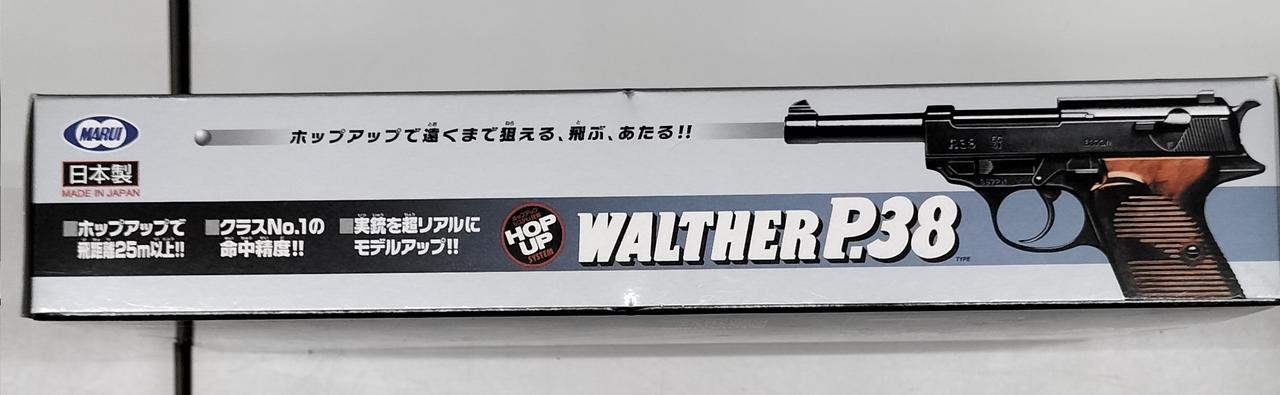 MARUI
ホップアップで遠くまで狙える、飛ぶ、あたる!!
日本製
MADE IN JAPAN
■ホップアップで
飛距離25m以上!!
■クラスNo.1の
命中精度!!
■実銃を超リアルに
モデルアップ!!
HOP
UP
SYSTEM
WALTHER P.38
TYPE
P.38